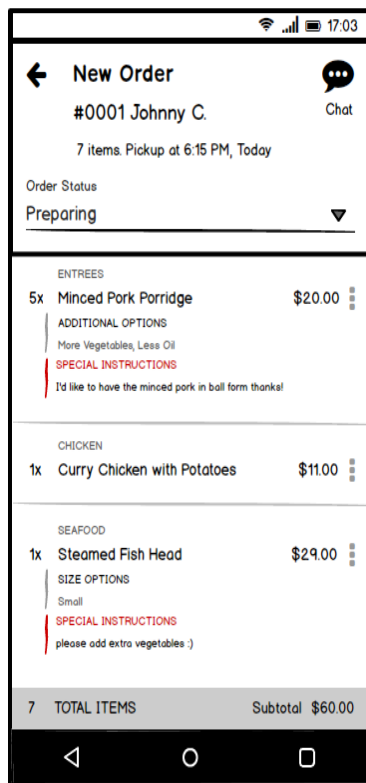 17:03
New Order
#0001 Johnny C.
Chat
7 items. Pickup at 6:15 PM, Today
Order Status
Preparing
ENTREES
5x Minced Pork Porridge $20.00
ADDITIONAL OPTIONS
More Vegetables, Less Oil
SPECIAL INSTRUCTIONS
I'd like to have the minced pork in ball form thanks!
CHICKEN
1x Curry Chicken with Potatoes $11.00
SEAFOOD
1x Steamed Fish Head $29.00
SIZE OPTIONS
Small
SPECIAL INSTRUCTIONS
please add extra vegetables :)
7 TOTAL ITEMS Subtotal $60.00